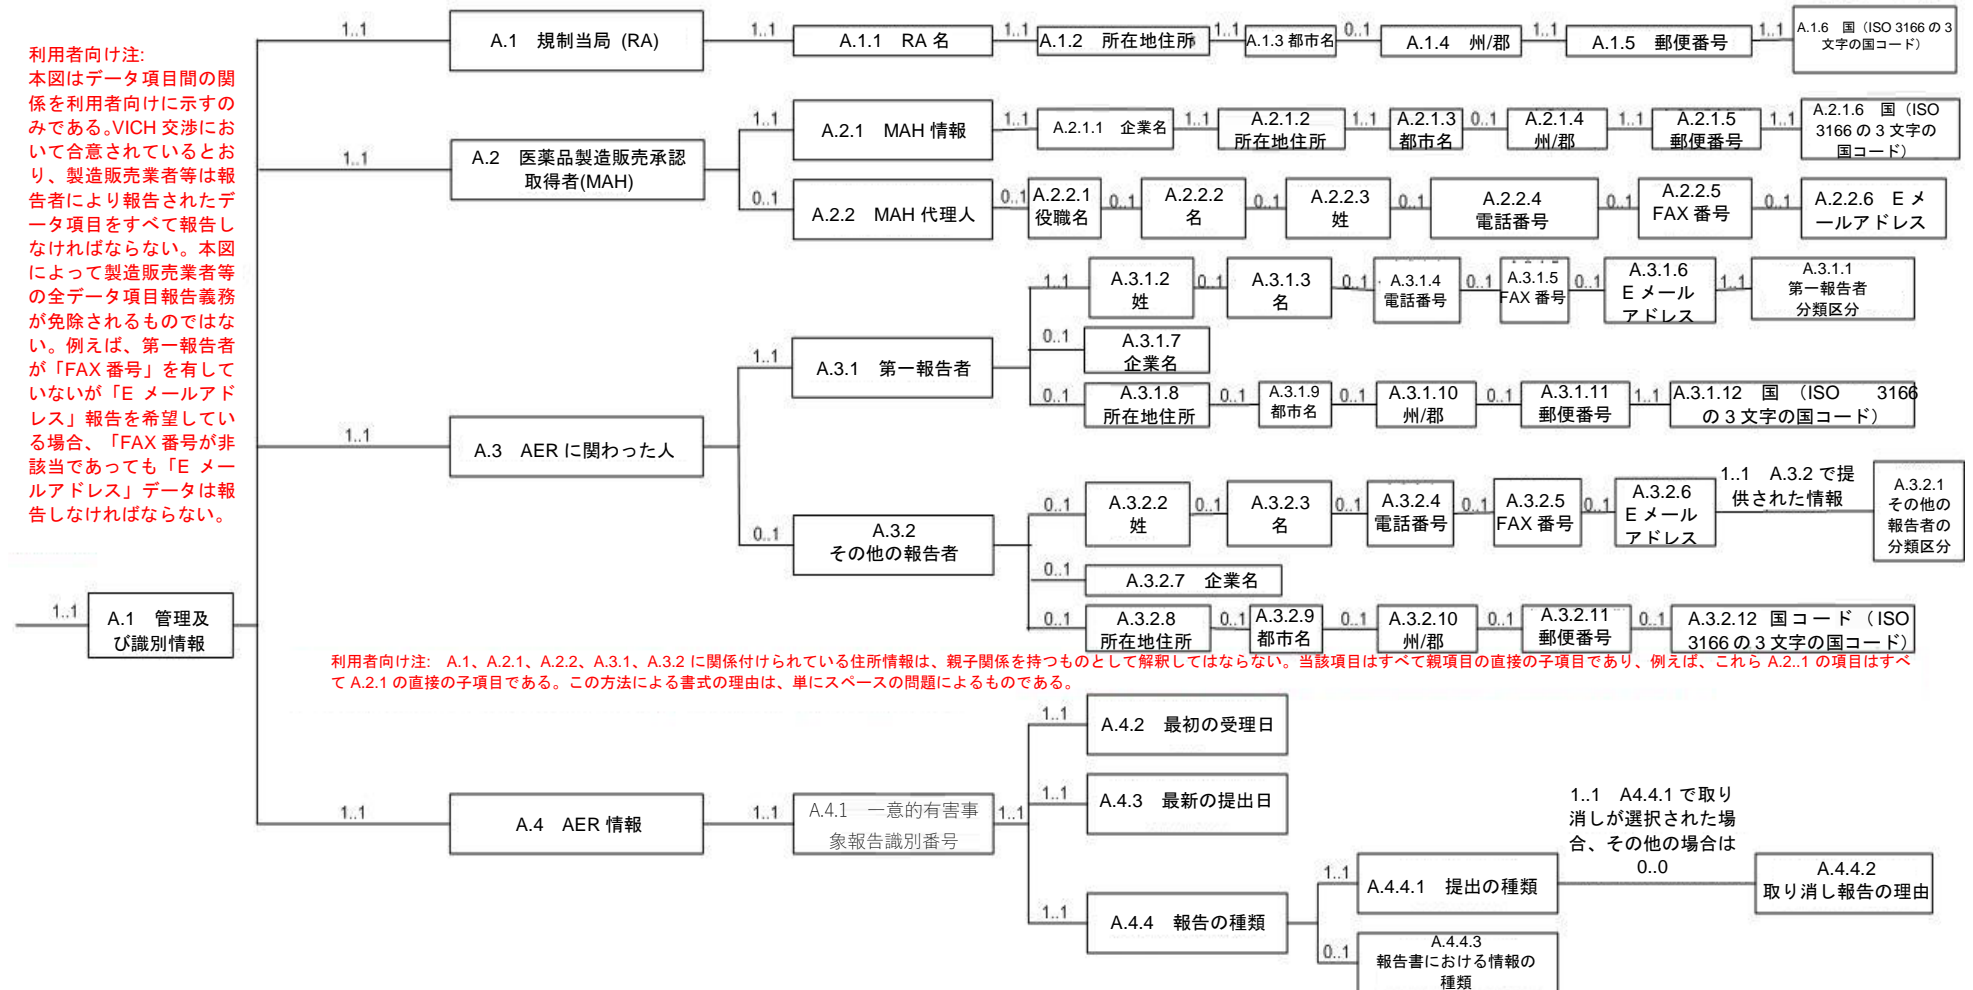 利用者向け注:
本図はデータ項目間の関
係を利用者向けに示すの
みである。VICH 交渉にお
いて合意されているとお
り、製造販売業者等は報
告者により報告されたデ
ータ項目をすべて報告し
なければならない。本図
によって製造販売業者等
の全データ項目報告義務
が免除されるものではな
い。例えば、第一報告者
が「FAX 番号」を有して
いないが「E メールアド
レス」報告を希望してい
る場合、「FAX 番号が非
該当であっても「E メー
ルアドレス」データは報
告しなければならない。
1..1
A.1 管理及
び識別情報
1..1
A.1 規制当局 (RA)
1..1
A.1.1 RA 名
1..1
A.1.2 所在地住所
1..1
A.1.3 都市名
0..1
A.1.4 州/郡
1..1
A.1.5 郵便番号
1..1
A.1.6 国（ISO 3166 の 3
文字の国コード）
1..1
A.2 医薬品製造販売承認
取得者(MAH)
1..1
A.2.1 MAH 情報
1..1
A.2.1.1 企業名
1..1
A.2.1.2
所在地住所
1..1
A.2.1.3
都市名
0..1
A.2.1.4
州/郡
1..1
A.2.1.5
郵便番号
1..1
A.2.1.6 国（ISO
3166 の 3 文字の
国コード）
0..1
A.2.2 MAH 代理人
0..1
A.2.2.1
役職名
0..1
A.2.2.2
名
0..1
A.2.2.3
姓
0..1
A.2.2.4
電話番号
0..1
A.2.2.5
FAX 番号
0..1
A.2.2.6 E メ
ールアドレス
1..1
A.3 AER に関わった人
1..1
A.3.1 第一報告者
1..1
A.3.1.2
姓
0..1
A.3.1.3
名
0..1
A.3.1.4
電話番号
0..1
A.3.1.5
FAX 番号
0..1
A.3.1.6
E メール
アドレス
1..1
A.3.1.1
第一報告者
分類区分
0..1
A.3.1.7
企業名
0..1
A.3.1.8
所在地住所
0..1
A.3.1.9
都市名
0..1
A.3.1.10
州/郡
0..1
A.3.1.11
郵便番号
1..1
A.3.1.12 国 （ISO 3166
の 3 文字の国コード）
0..1
A.3.2
その他の報告者
0..1
A.3.2.2
姓
0..1
A.3.2.3
名
0..1
A.3.2.4
電話番号
0..1
A.3.2.5
FAX 番号
0..1
A.3.2.6
E メール
アドレス
1..1 A.3.2 で提
供された情報
A.3.2.1
その他の
報告者の
分類区分
0..1
A.3.2.7 企業名
0..1
A.3.2.8
所在地住所
0..1
A.3.2.9
都市名
0..1
A.3.2.10
州/郡
0..1
A.3.2.11
郵便番号
0..1
A.3.2.12 国コード（ISO
3166 の 3 文字の国コード）
利用者向け注: A.1、A.2.1、A.2.2、A.3.1、A.3.2 に関係付けられている住所情報は、親子関係を持つものとして解釈してはならない。当該項目はすべて親項目の直接の子項目であり、例えば、これら A.2..1 の項目はすべ
て A.2.1 の直接の子項目である。この方法による書式の理由は、単にスペースの問題によるものである。
1..1
A.4 AER 情報
1..1
A.4.1 一意的有害事
象報告識別番号
1..1
1..1
A.4.2 最初の受理日
1..1
A.4.3 最新の提出日
1..1
A.4.4 報告の種類
1..1
A.4.4.1 提出の種類
1..1 A4.4.1 で取り
消しが選択された場
合、その他の場合は
0..0
A.4.4.2
取り消し報告の理由
0..1
A.4.4.3
報告書における情報の
種類